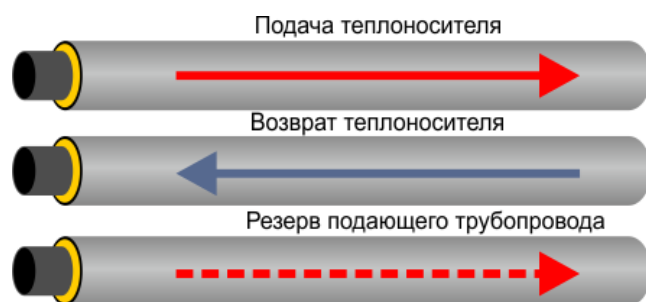 Подача теплоносителя
Возврат теплоносителя
Резерв подающего трубопровода